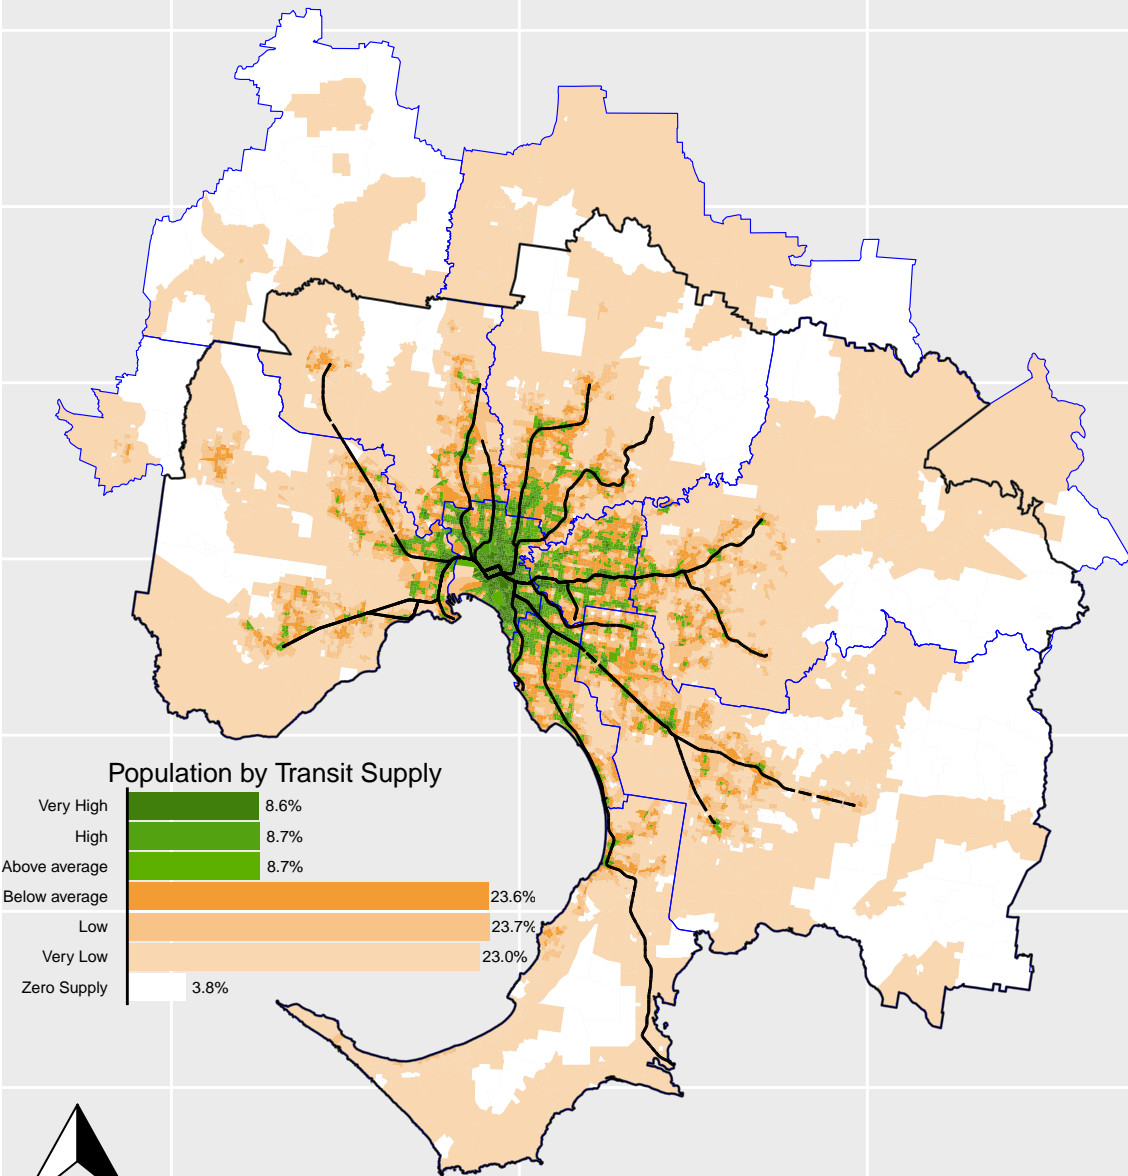 Population by Transit Supply
Very High 8.6%
High 8.7%
Above average 8.7%
Below average 23.6%
Low 23.7%
Very Low 23.0%
Zero Supply 3.8%